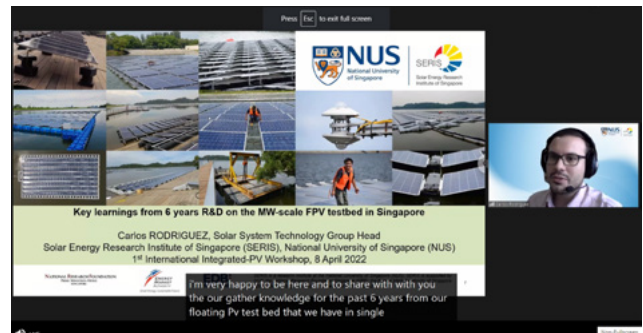 Press Esc to exit full screen
NUS
National University
of Singapore
SERIS
Solar Energy Research
Institute of Singapore
Key learnings from 6 years R&D on the MW-scale FPV testbed in Singapore
Carlos RODRIGUEZ, Solar System Technology Group Head
Solar Energy Research Institute of Singapore (SERIS), National University of Singapore (NUS)
1st International Integrated-PV Workshop, 8 April 2022
NATIONAL RESEARCH FOUNDATION
i'm very happy to be here and to share with with you
the our gather knowledge for the past 6 years from our
floating Pv test bed that we have in single